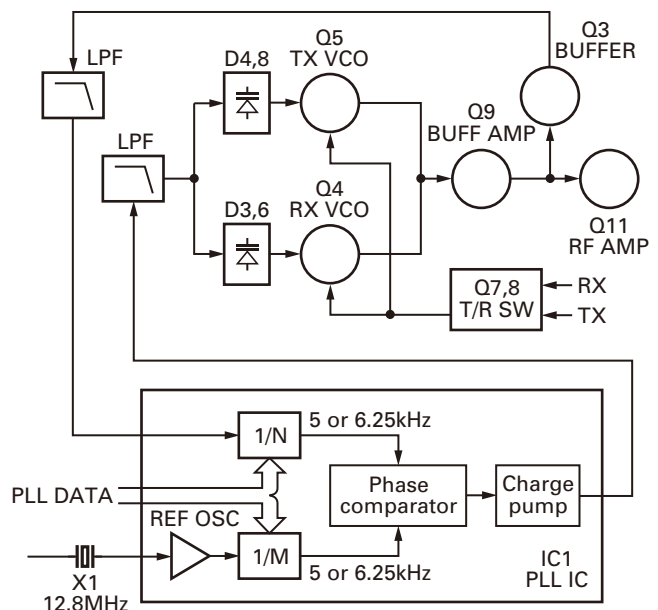 Q3
BUFFER
LPF
D4,8
Q5
TX VCO
Q9
BUFF AMP
LPF
D3,6
Q4
RX VCO
Q11
RF AMP
Q7,8
T/R SW
RX
TX
1/N
5 or 6.25kHz
PLL DATA
Phase
comparator
Charge
pump
REF OSC
1/M
5 or 6.25kHz
X1
12.8MHz
IC1
PLL IC